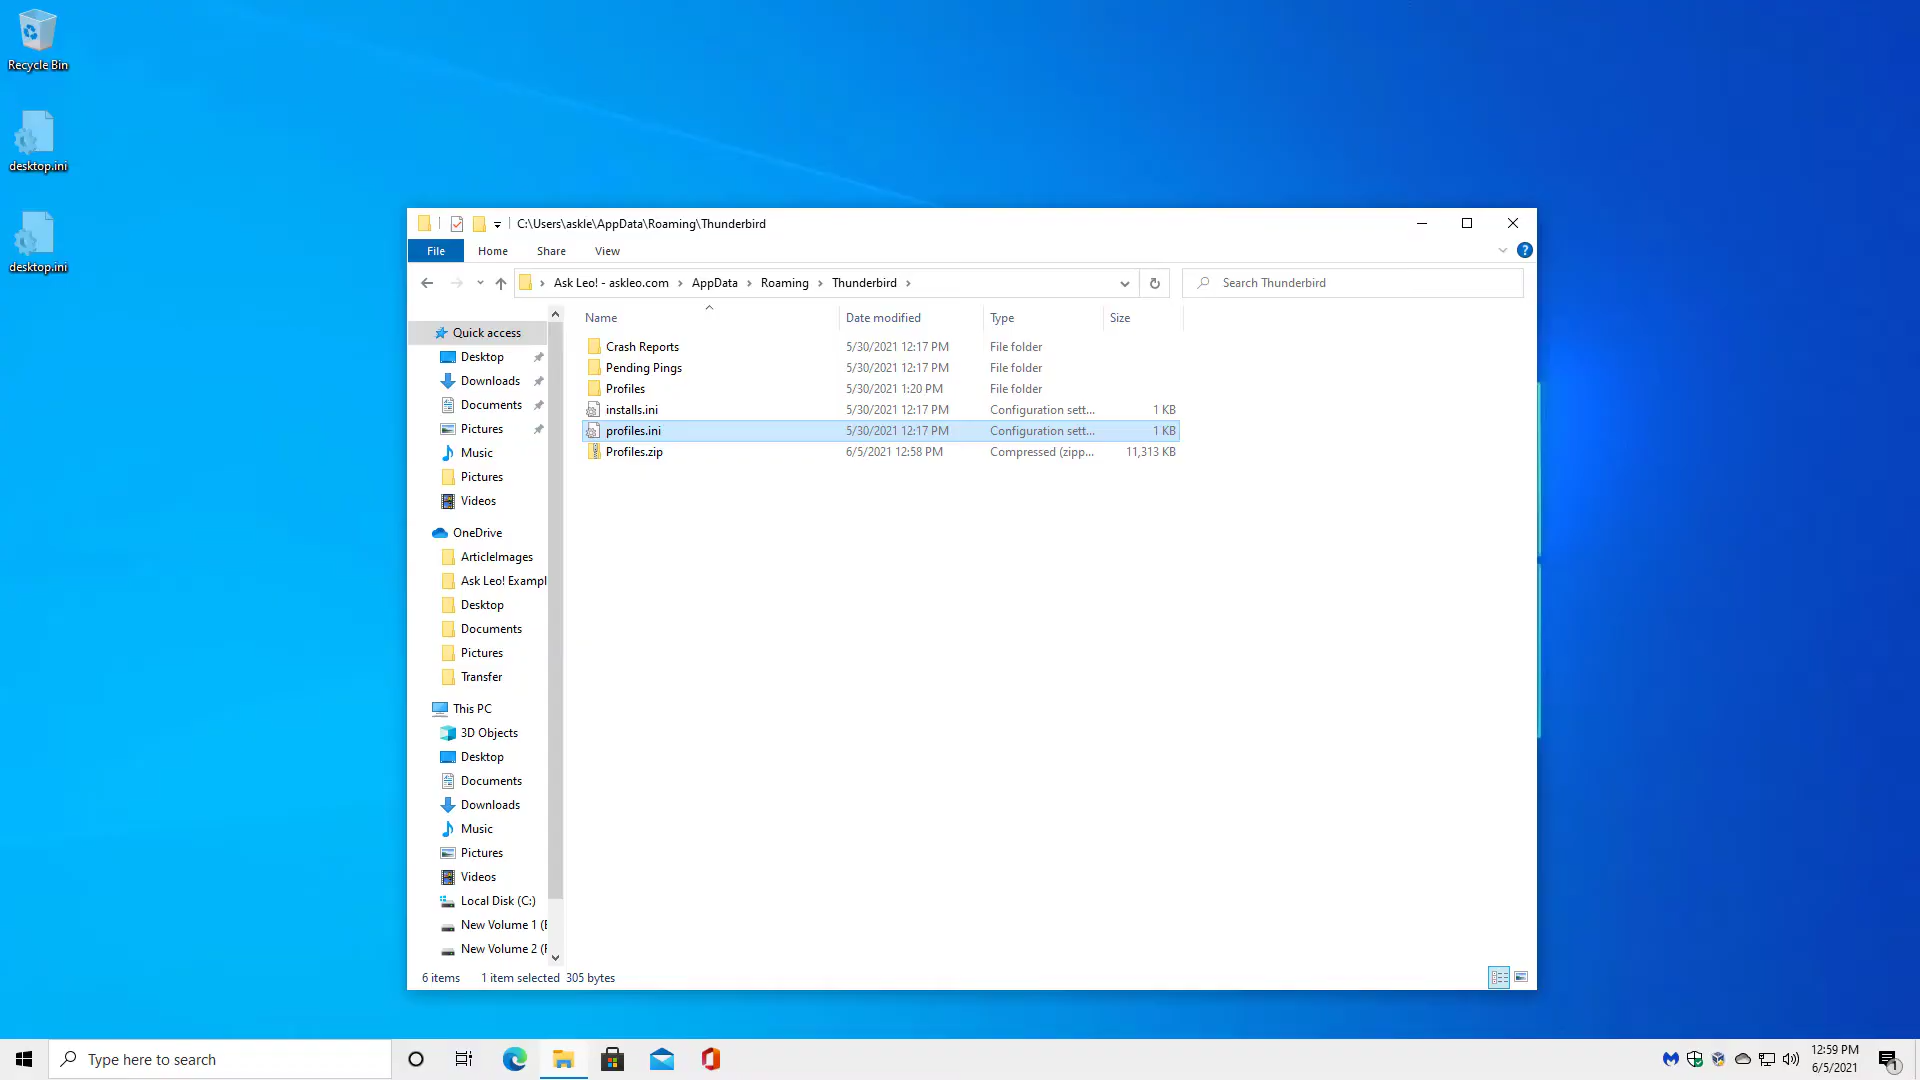 Recycle Bin
desktop.ini
desktop.ini
C:\Users\askle\AppData\Roaming\Thunderbird
File Home Share View
Ask Leo! - askleo.com AppData Roaming Thunderbird
Search Thunderbird
Name Date modified Type Size
Quick access
Desktop
Downloads
Documents
Pictures
Music
Pictures
Videos
OneDrive
ArticleImages
Ask Leo! Exampl
Desktop
Documents
Pictures
Transfer
This PC
3D Objects
Desktop
Documents
Downloads
Music
Pictures
Videos
Local Disk (C:)
New Volume 1 (
New Volume 2 (
Crash Reports 5/30/2021 12:17 PM File folder
Pending Pings 5/30/2021 12:17 PM File folder
Profiles 5/30/2021 1:20 PM File folder
installs.ini 5/30/2021 12:17 PM Configuration sett... 1 KB
profiles.ini 5/30/2021 12:17 PM Configuration sett... 1 KB
Profiles.zip 6/5/2021 12:58 PM Compressed (zipp... 11,313 KB
6 items 1 item selected 305 bytes
Type here to search
12:59 PM
6/5/2021
1